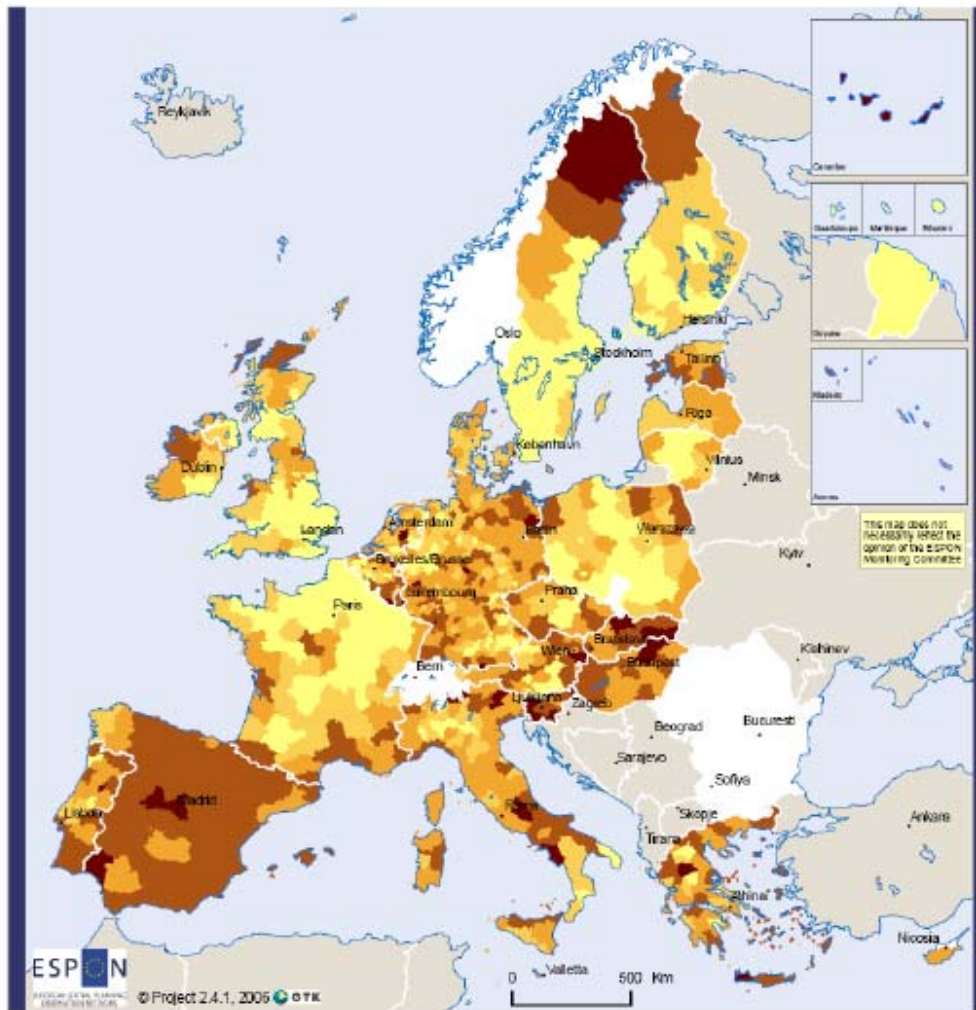 Reykjavik
Canarias
Guadeloupe
Martinique
Réunion
Guyane
Madeira
Azores
This map does not
necessarily reflect the
opinion of the ESPON
Monitoring Committee
Oslo
Helsinki
Stockholm
Tallinn
Riga
København
Vilnius
Minsk
Dublin
London
Amsterdam
Berlin
Warszawa
Bruxelles/Brussel
Kyiv
Luxembourg
Praha
Paris
Wien
Bratislava
Budapest
Kishinev
Bern
Ljubljana
Zagreb
Beograd
Bucuresti
Sarajevo
Sofiya
Skopje
Tirana
Ankara
Madrid
Lisboa
Roma
Athinai
Nicosia
Valletta
0 500 Km
ESPON
© Project 2.4.1, 2006 GTK